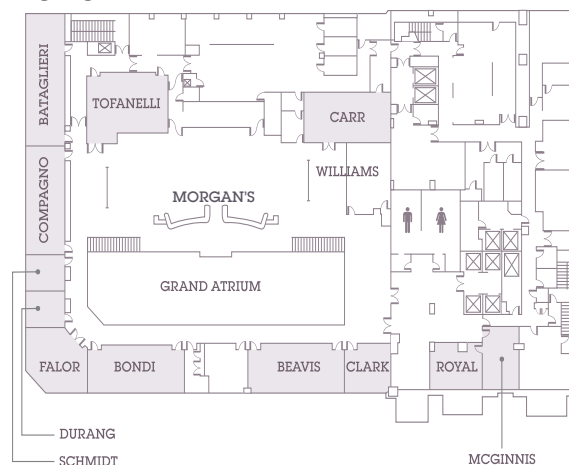 BATAGLIERI
TOFANELLI
CARR
WILLIAMS
COMPAGNO
MORGAN'S
GRAND ATRIUM
FALOR
BONDI
BEAVIS
CLARK
ROYAL
DURANG
SCHMIDT
MCGINNIS